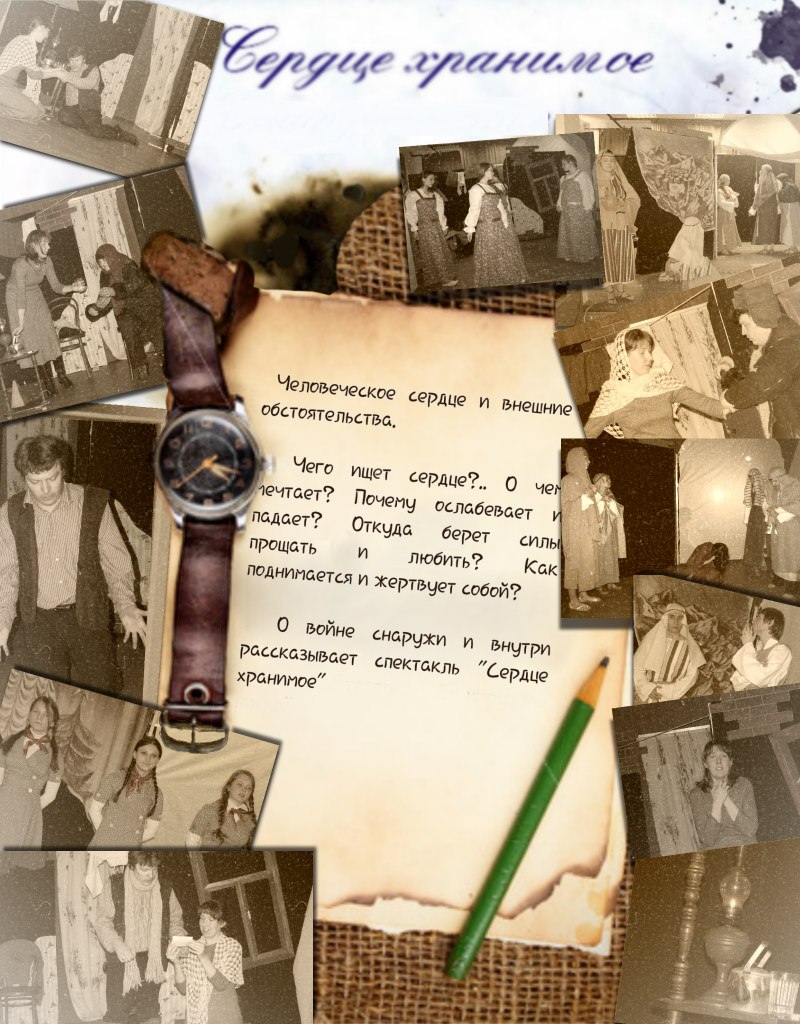 Сердце хранимое
Человеческое сердце и внешние
обстоятельства.
Чего ищет сердце?.. О чем
мечтает? Почему ослабевает и
падает? Откуда берет силы
прощать и любить? Как
поднимается и жертвует собой?
О войне снаружи и внутри
рассказывает спектакль "Сердце
хранимое"